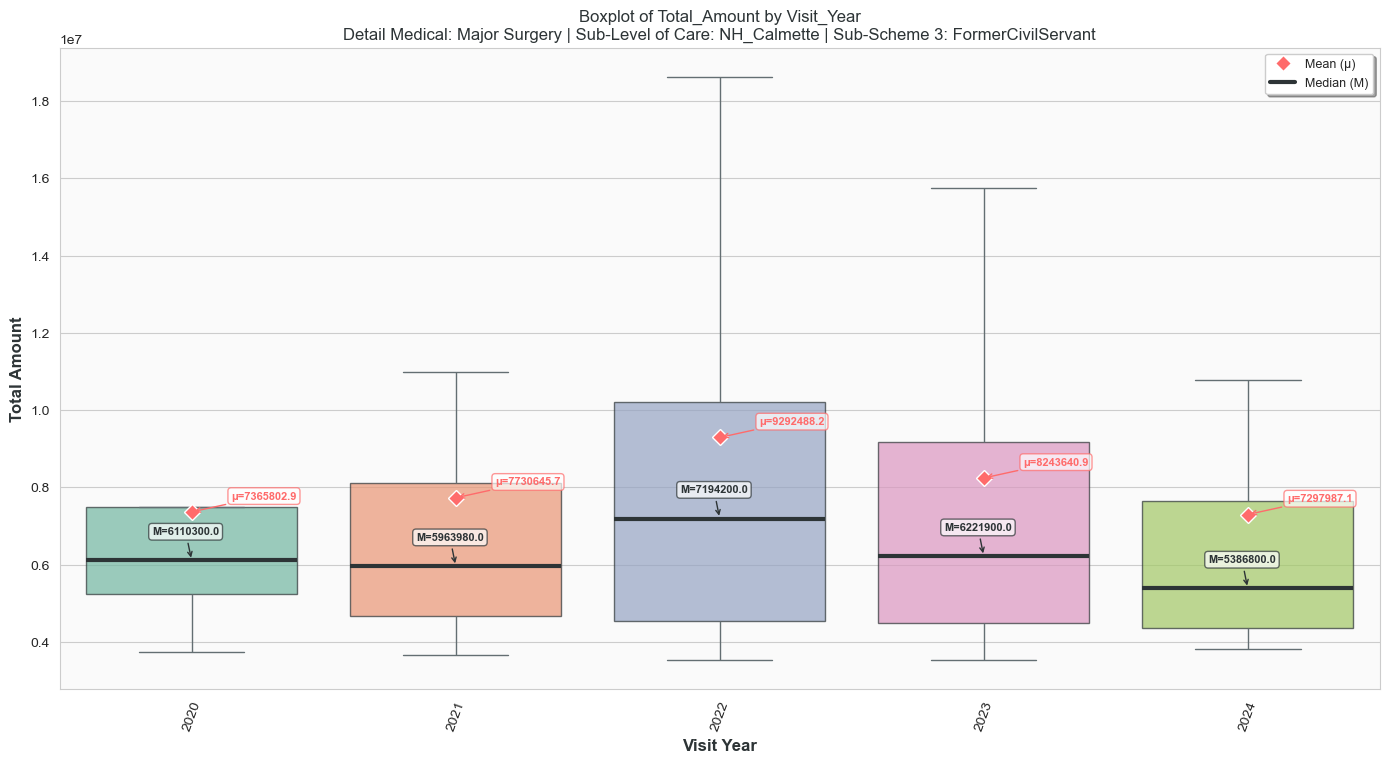 Boxplot of Total_Amount by Visit_Year
Detail Medical: Major Surgery | Sub-Level of Care: NH_Calmette | Sub-Scheme 3: FormerCivilServant
1e7
Mean (μ)
Median (M)
1.8
1.6
1.4
1.2
1.0
0.8
0.6
0.4
Total Amount
μ=7365802.9
M=6110300.0
μ=7730645.7
M=5963980.0
μ=9292488.2
M=7194200.0
μ=8243640.9
M=6221900.0
μ=7297987.1
M=5386800.0
2020
2021
2022
2023
2024
Visit Year